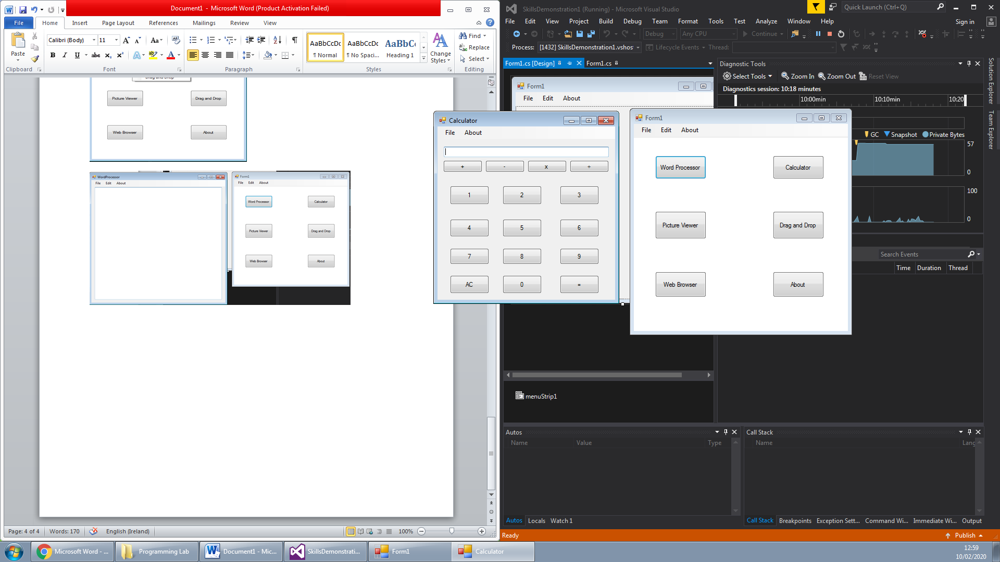 Document1 - Microsoft Word (Product Activation Failed)
File Home Insert Page Layout References Mailings Review View
Calibri (Body) 11
Paste
AaBbCcDc AaBbCcDc AaBbC
¶ Normal ¶ No Spaci... Heading 1
Change Styles
Find
Replace
Select
Clipboard Font Paragraph Styles Editing
Drag and Drop
Picture Viewer Drag and Drop
Web Browser About
WordProcessor
File Edit About
Form1
File Edit About
Word Processor Calculator
Picture Viewer Drag and Drop
Web Browser About
Page: 4 of 4 Words: 170 English (Ireland) 100%
SkillsDemonstration1 (Running) - Microsoft Visual Studio
Quick Launch (Ctrl+Q)
File Edit View Project Build Debug Team Format Tools Test Analyze Window Help
Sign in
Debug Any CPU Continue
Process: [1432] SkillsDemonstration1.vshos Lifecycle Events Thread:
Form1.cs [Design] Form1.cs
Form1
File Edit About
Diagnostic Tools
Select Tools Zoom In Zoom Out Reset View
Diagnostics session: 10:18 minutes
10:00min 10:10min 10:20
Solution Explorer
Team Explorer
GC Snapshot Private Bytes
57
0
100
0
Search Events
Time Duration Thread
Calculator
File About
+ - x ÷
1 2 3
4 5 6
7 8 9
AC 0 =
Form1
File Edit About
Word Processor Calculator
Picture Viewer Drag and Drop
Web Browser About
menuStrip1
Autos
Name Value Type
Call Stack
Name Lang
Autos Locals Watch 1
Call Stack Breakpoints Exception Sett... Command Wi... Immediate Wi... Output
Ready
Publish
Microsoft Word - ...
Programming Lab
Document1 - Mic...
SkillsDemonstrati...
Form1
Calculator
12:59
10/02/2020